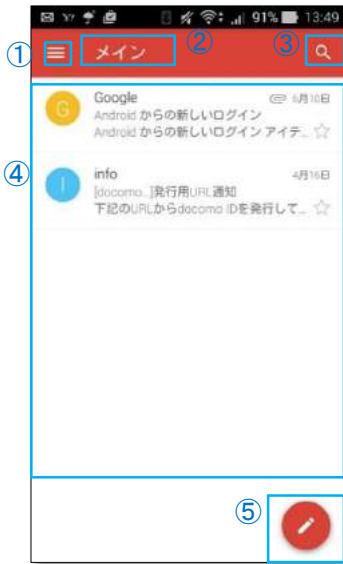 91% 13:49
① メイン ② ③
④
Google 6月10日
Android からの新しいログイン
Android からの新しいログイン アイテ...
info 4月16日
[docomo...]発行用URL通知
下記のURLからdocomo IDを発行して...
⑤